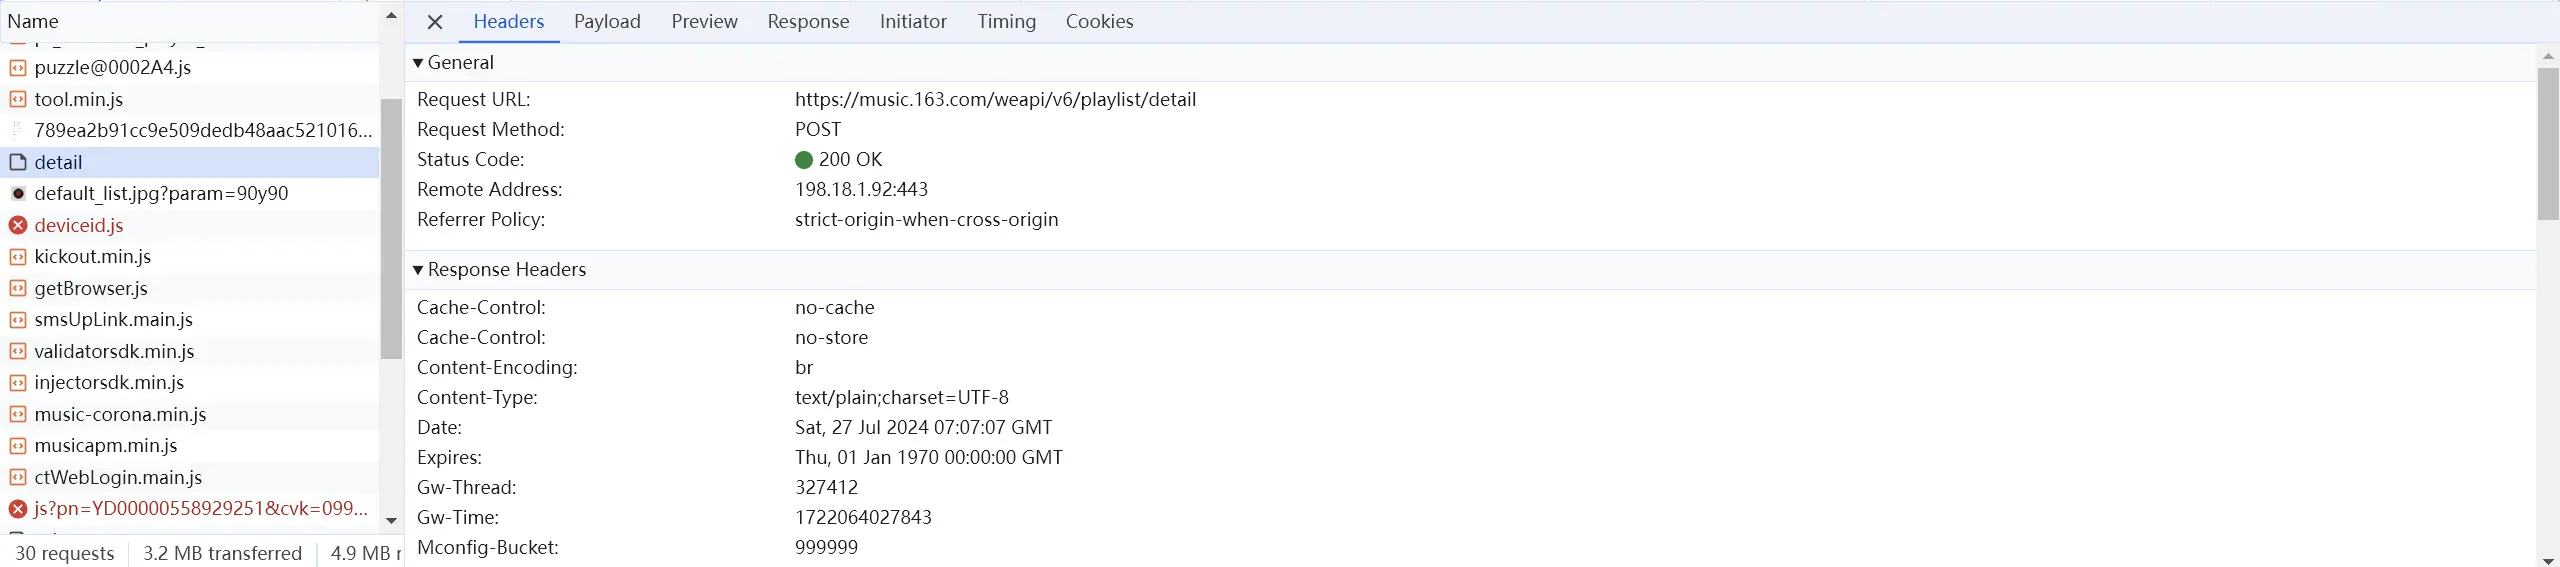 Name
puzzle@0002A4.js
tool.min.js
789ea2b91cc9e509dedb48aac521016...
detail
default_list.jpg?param=90y90
deviceid.js
kickout.min.js
getBrowser.js
smsUpLink.main.js
validatorsdk.min.js
injectorsdk.min.js
music-corona.min.js
musicapm.min.js
ctWebLogin.main.js
js?pn=YD00000558929251&cvk=099...
30 requests 3.2 MB transferred 4.9 MB r
Headers Payload Preview Response Initiator Timing Cookies
General
Request URL: https://music.163.com/weapi/v6/playlist/detail
Request Method: POST
Status Code: 200 OK
Remote Address: 198.18.1.92:443
Referrer Policy: strict-origin-when-cross-origin
Response Headers
Cache-Control: no-cache
Cache-Control: no-store
Content-Encoding: br
Content-Type: text/plain;charset=UTF-8
Date: Sat, 27 Jul 2024 07:07:07 GMT
Expires: Thu, 01 Jan 1970 00:00:00 GMT
Gw-Thread: 327412
Gw-Time: 1722064027843
Mconfig-Bucket: 999999